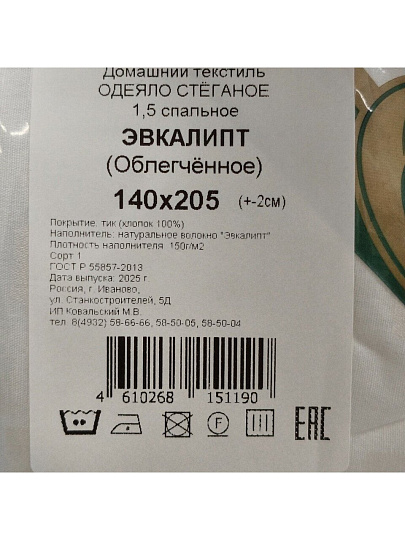 Домашний текстиль
ОДЕЯЛО СТЁГАНОЕ
1,5 спальное
ЭВКАЛИПТ
(Облегчённое)
140х205 (+-2см)
Покрытие: тик (хлопок 100%)
Наполнитель: натуральное волокно "Эвкалипт"
Плотность наполнителя 150г/м2
Сорт 1
ГОСТ Р 55857-2013
Дата выпуска: 2025 г.
Россия, г. Иваново,
ул. Станкостроителей, 5Д
ИП Ковальский М.В.
тел. 8(4932) 58-66-66, 58-50-05, 58-50-04
4 610268 151190
F
EAC